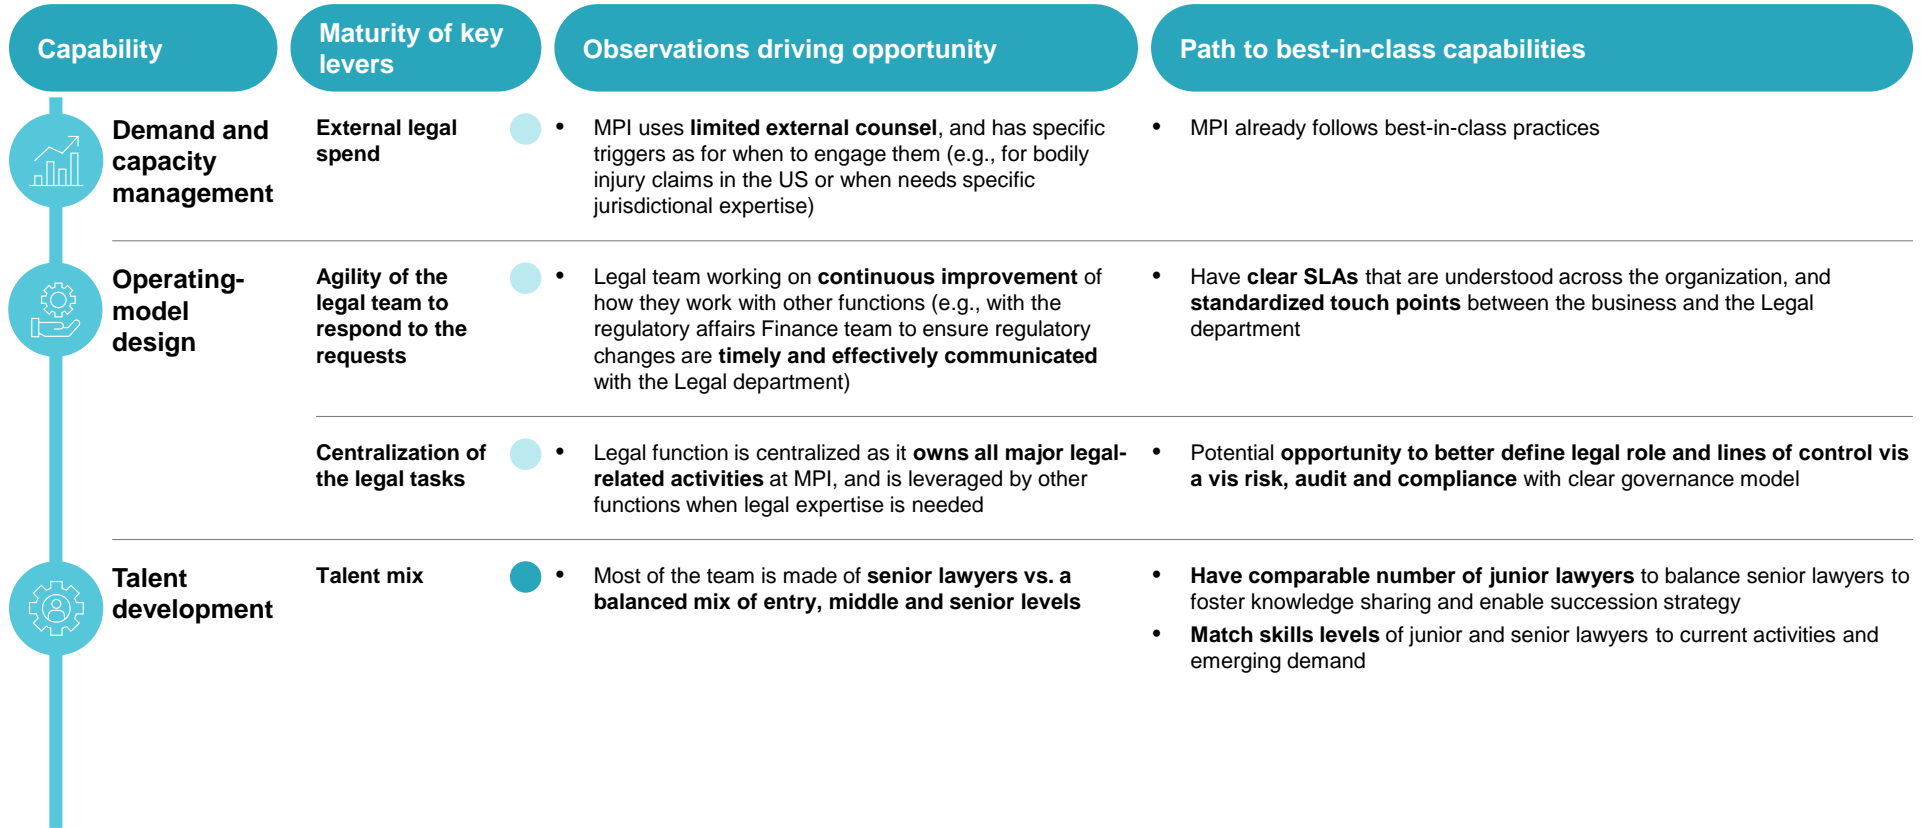 Capability
Maturity of key
levers
Observations driving opportunity
Path to best-in-class capabilities
Demand and
capacity
management
External legal
spend
• MPI uses limited external counsel, and has specific
triggers as for when to engage them (e.g., for bodily
injury claims in the US or when needs specific
jurisdictional expertise)
• MPI already follows best-in-class practices
Operating-
model
design
Agility of the
legal team to
respond to the
requests
• Legal team working on continuous improvement of
how they work with other functions (e.g., with the
regulatory affairs Finance team to ensure regulatory
changes are timely and effectively communicated
with the Legal department)
• Have clear SLAs that are understood across the organization, and
standardized touch points between the business and the Legal
department
Centralization of
the legal tasks
• Legal function is centralized as it owns all major legal-
related activities at MPI, and is leveraged by other
functions when legal expertise is needed
• Potential opportunity to better define legal role and lines of control vis
a vis risk, audit and compliance with clear governance model
Talent
development
Talent mix
• Most of the team is made of senior lawyers vs. a
balanced mix of entry, middle and senior levels
• Have comparable number of junior lawyers to balance senior lawyers to
foster knowledge sharing and enable succession strategy
• Match skills levels of junior and senior lawyers to current activities and
emerging demand